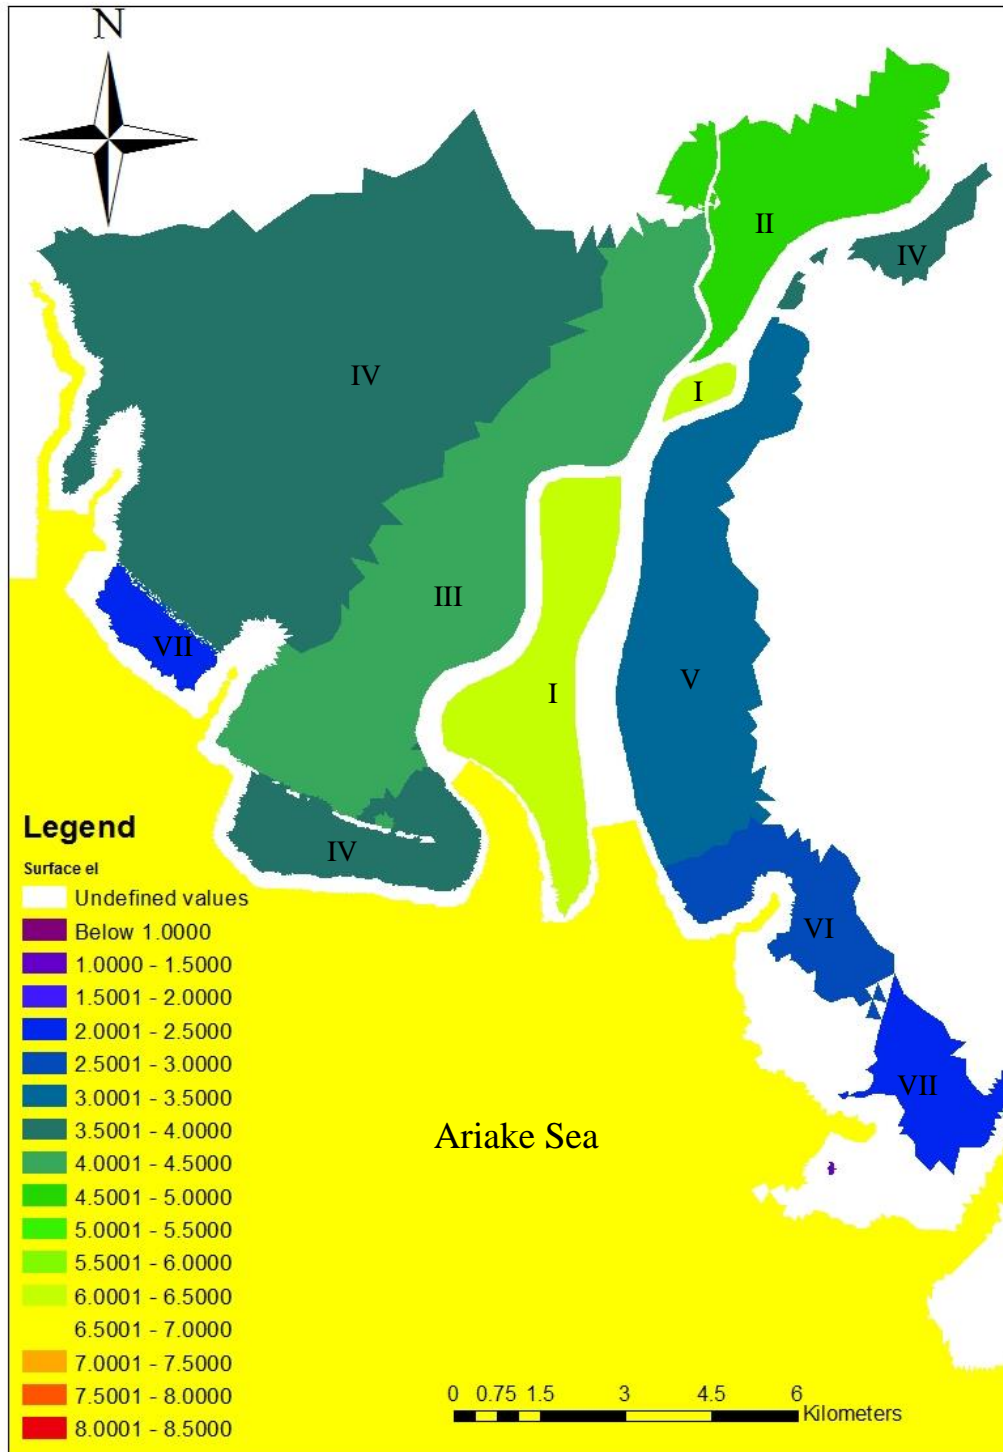 N
II
IV
IV
I
III
VII
I
V
IV
VI
VII
Ariake Sea
Legend
Surface el
Undefined values
Below 1.0000
1.0000 - 1.5000
1.5001 - 2.0000
2.0001 - 2.5000
2.5001 - 3.0000
3.0001 - 3.5000
3.5001 - 4.0000
4.0001 - 4.5000
4.5001 - 5.0000
5.0001 - 5.5000
5.5001 - 6.0000
6.0001 - 6.5000
6.5001 - 7.0000
7.0001 - 7.5000
7.5001 - 8.0000
8.0001 - 8.5000
0 0.75 1.5 3 4.5 6
Kilometers